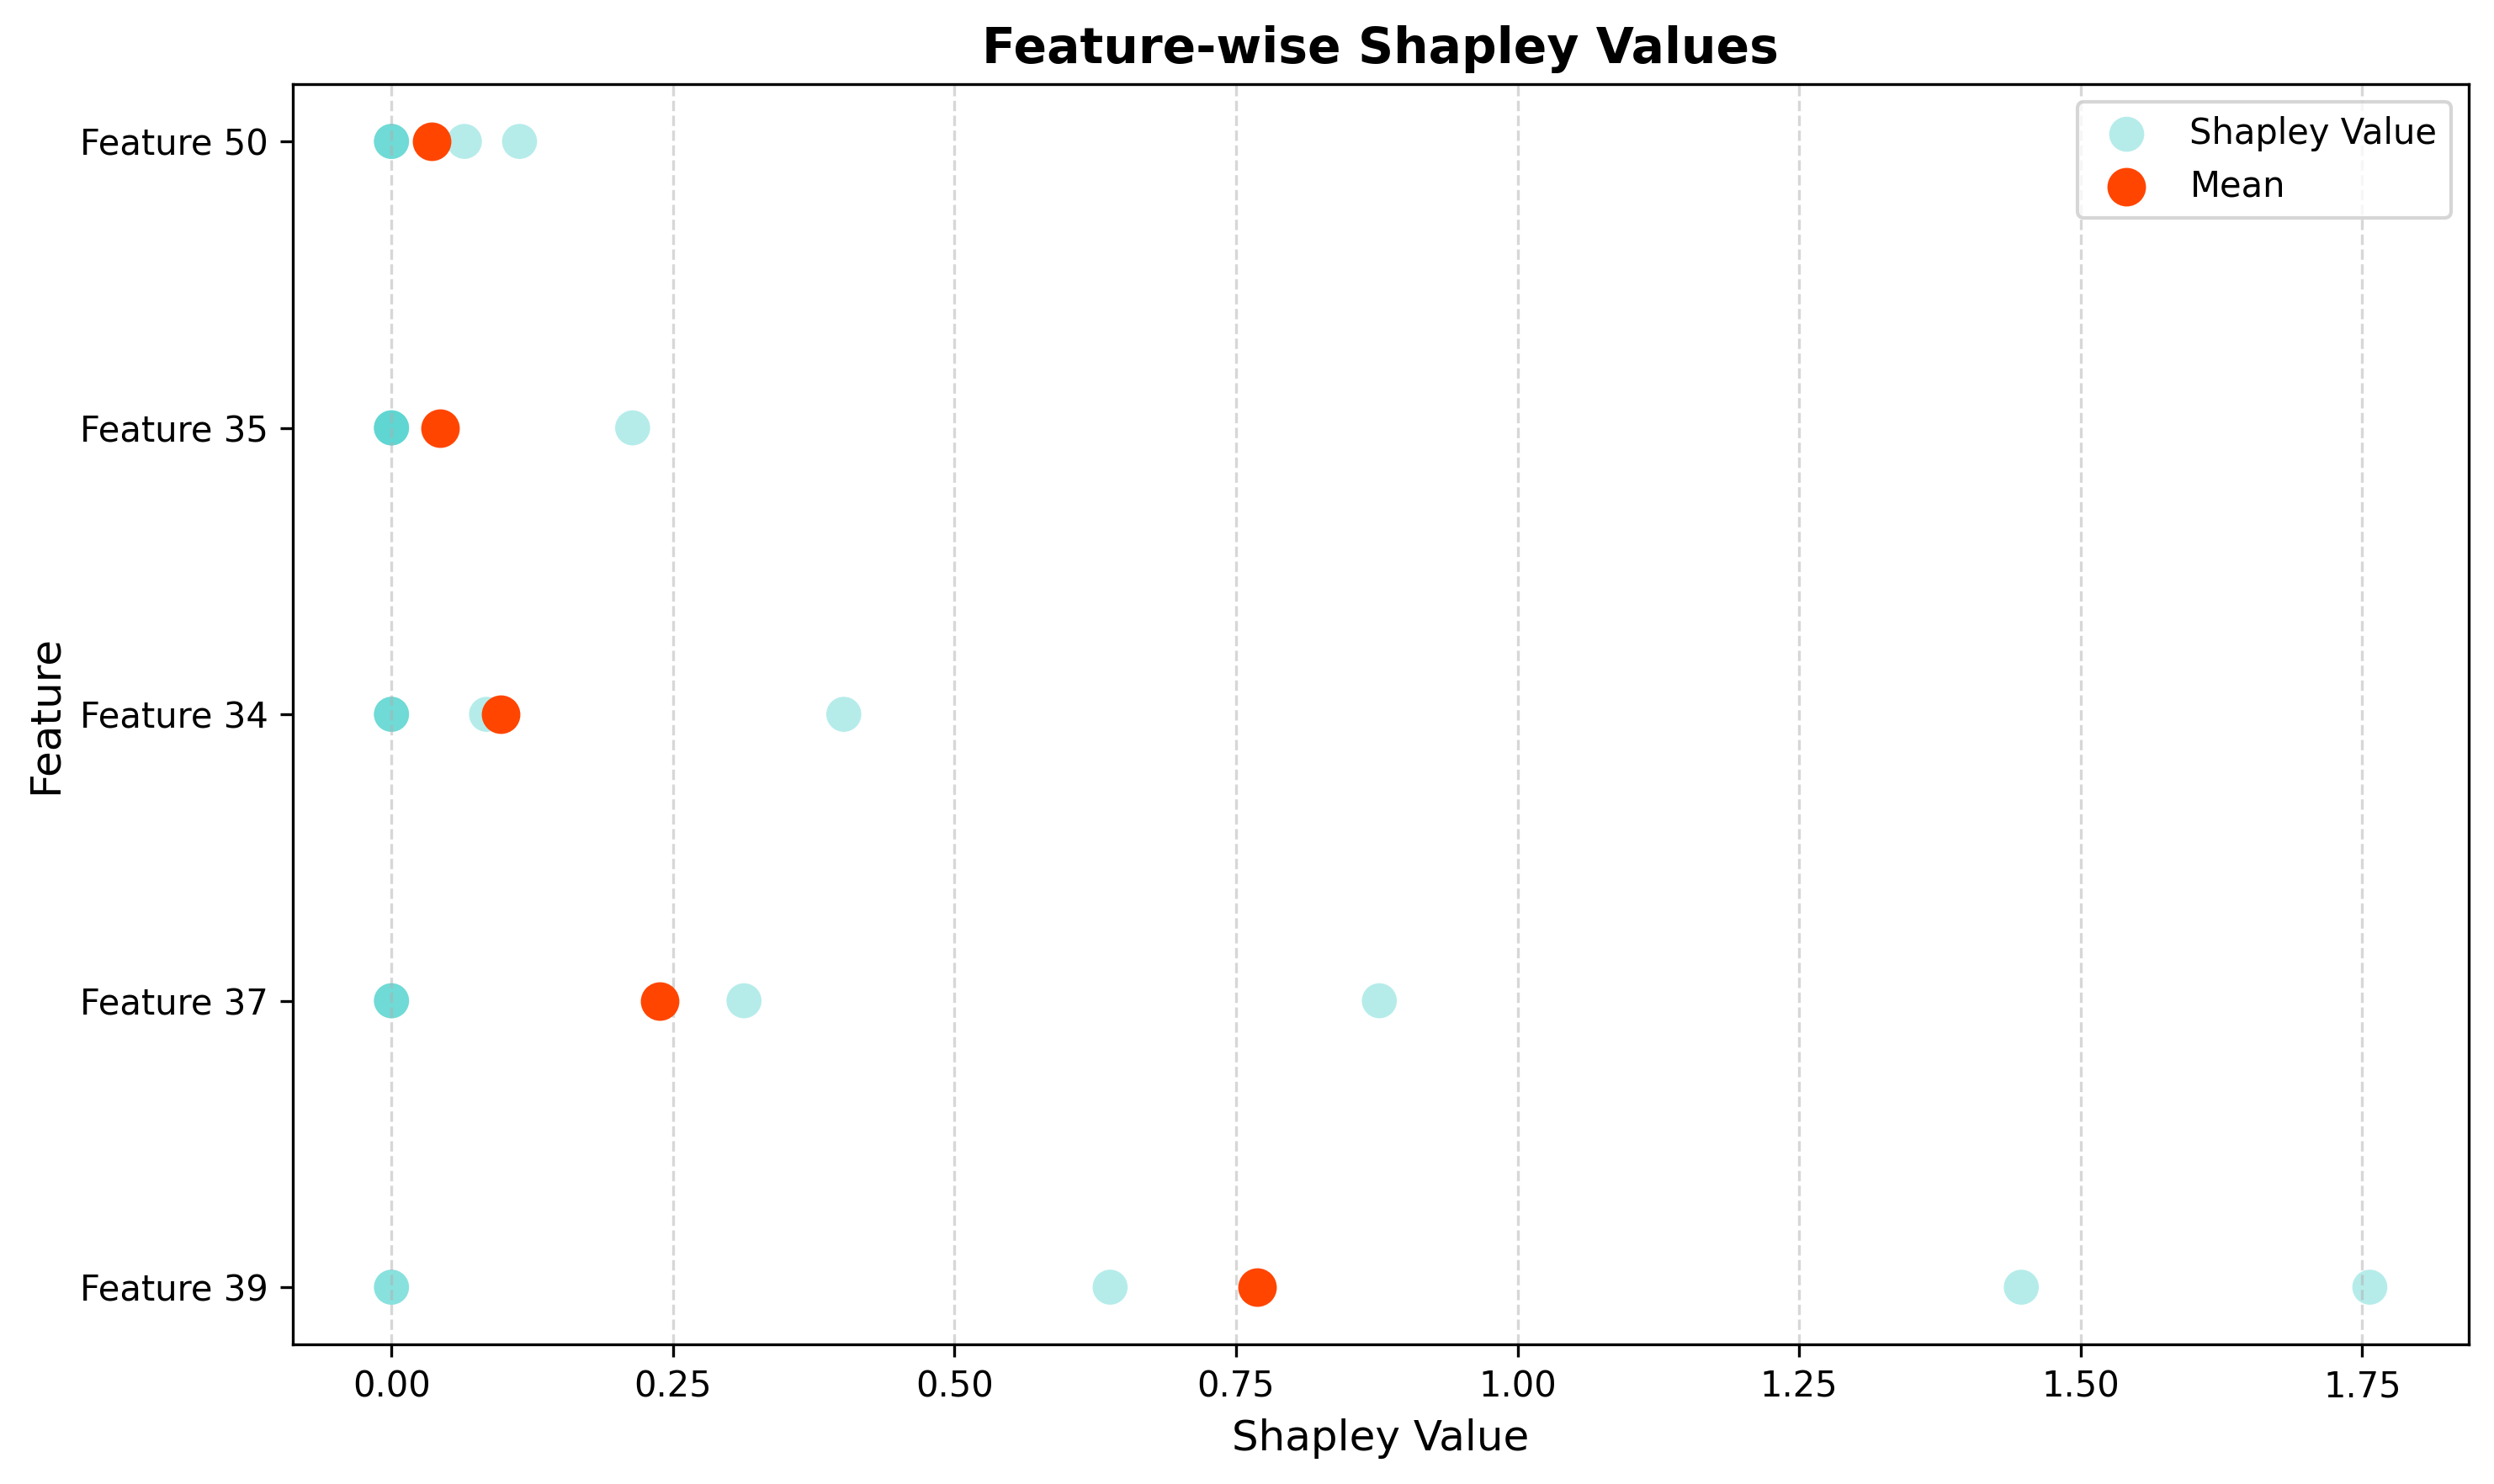 Feature-wise Shapley Values
Shapley Value
Mean
Feature 50
Feature 35
Feature 34
Feature 37
Feature 39
Feature
0.00 0.25 0.50 0.75 1.00 1.25 1.50 1.75
Shapley Value